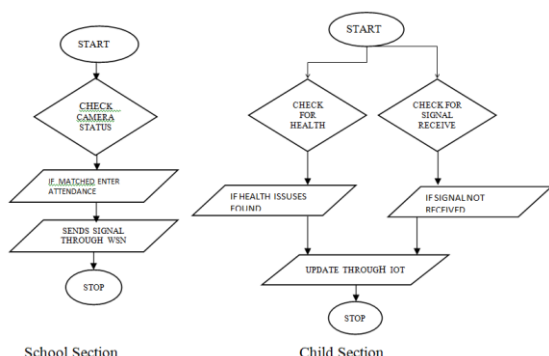 START
CHECK
CAMERA
STATUS
IF MATCHED ENTER
ATTENDANCE
SENDS SIGNAL
THROUGH WSN
STOP
School Section
START
CHECK
FOR
HEALTH
CHECK FOR
SIGNAL
RECEIVE
IF HEALTH ISSUSES
FOUND
IF SIGNAL NOT
RECEIVED
UPDATE THROUGH IOT
STOP
Child Section